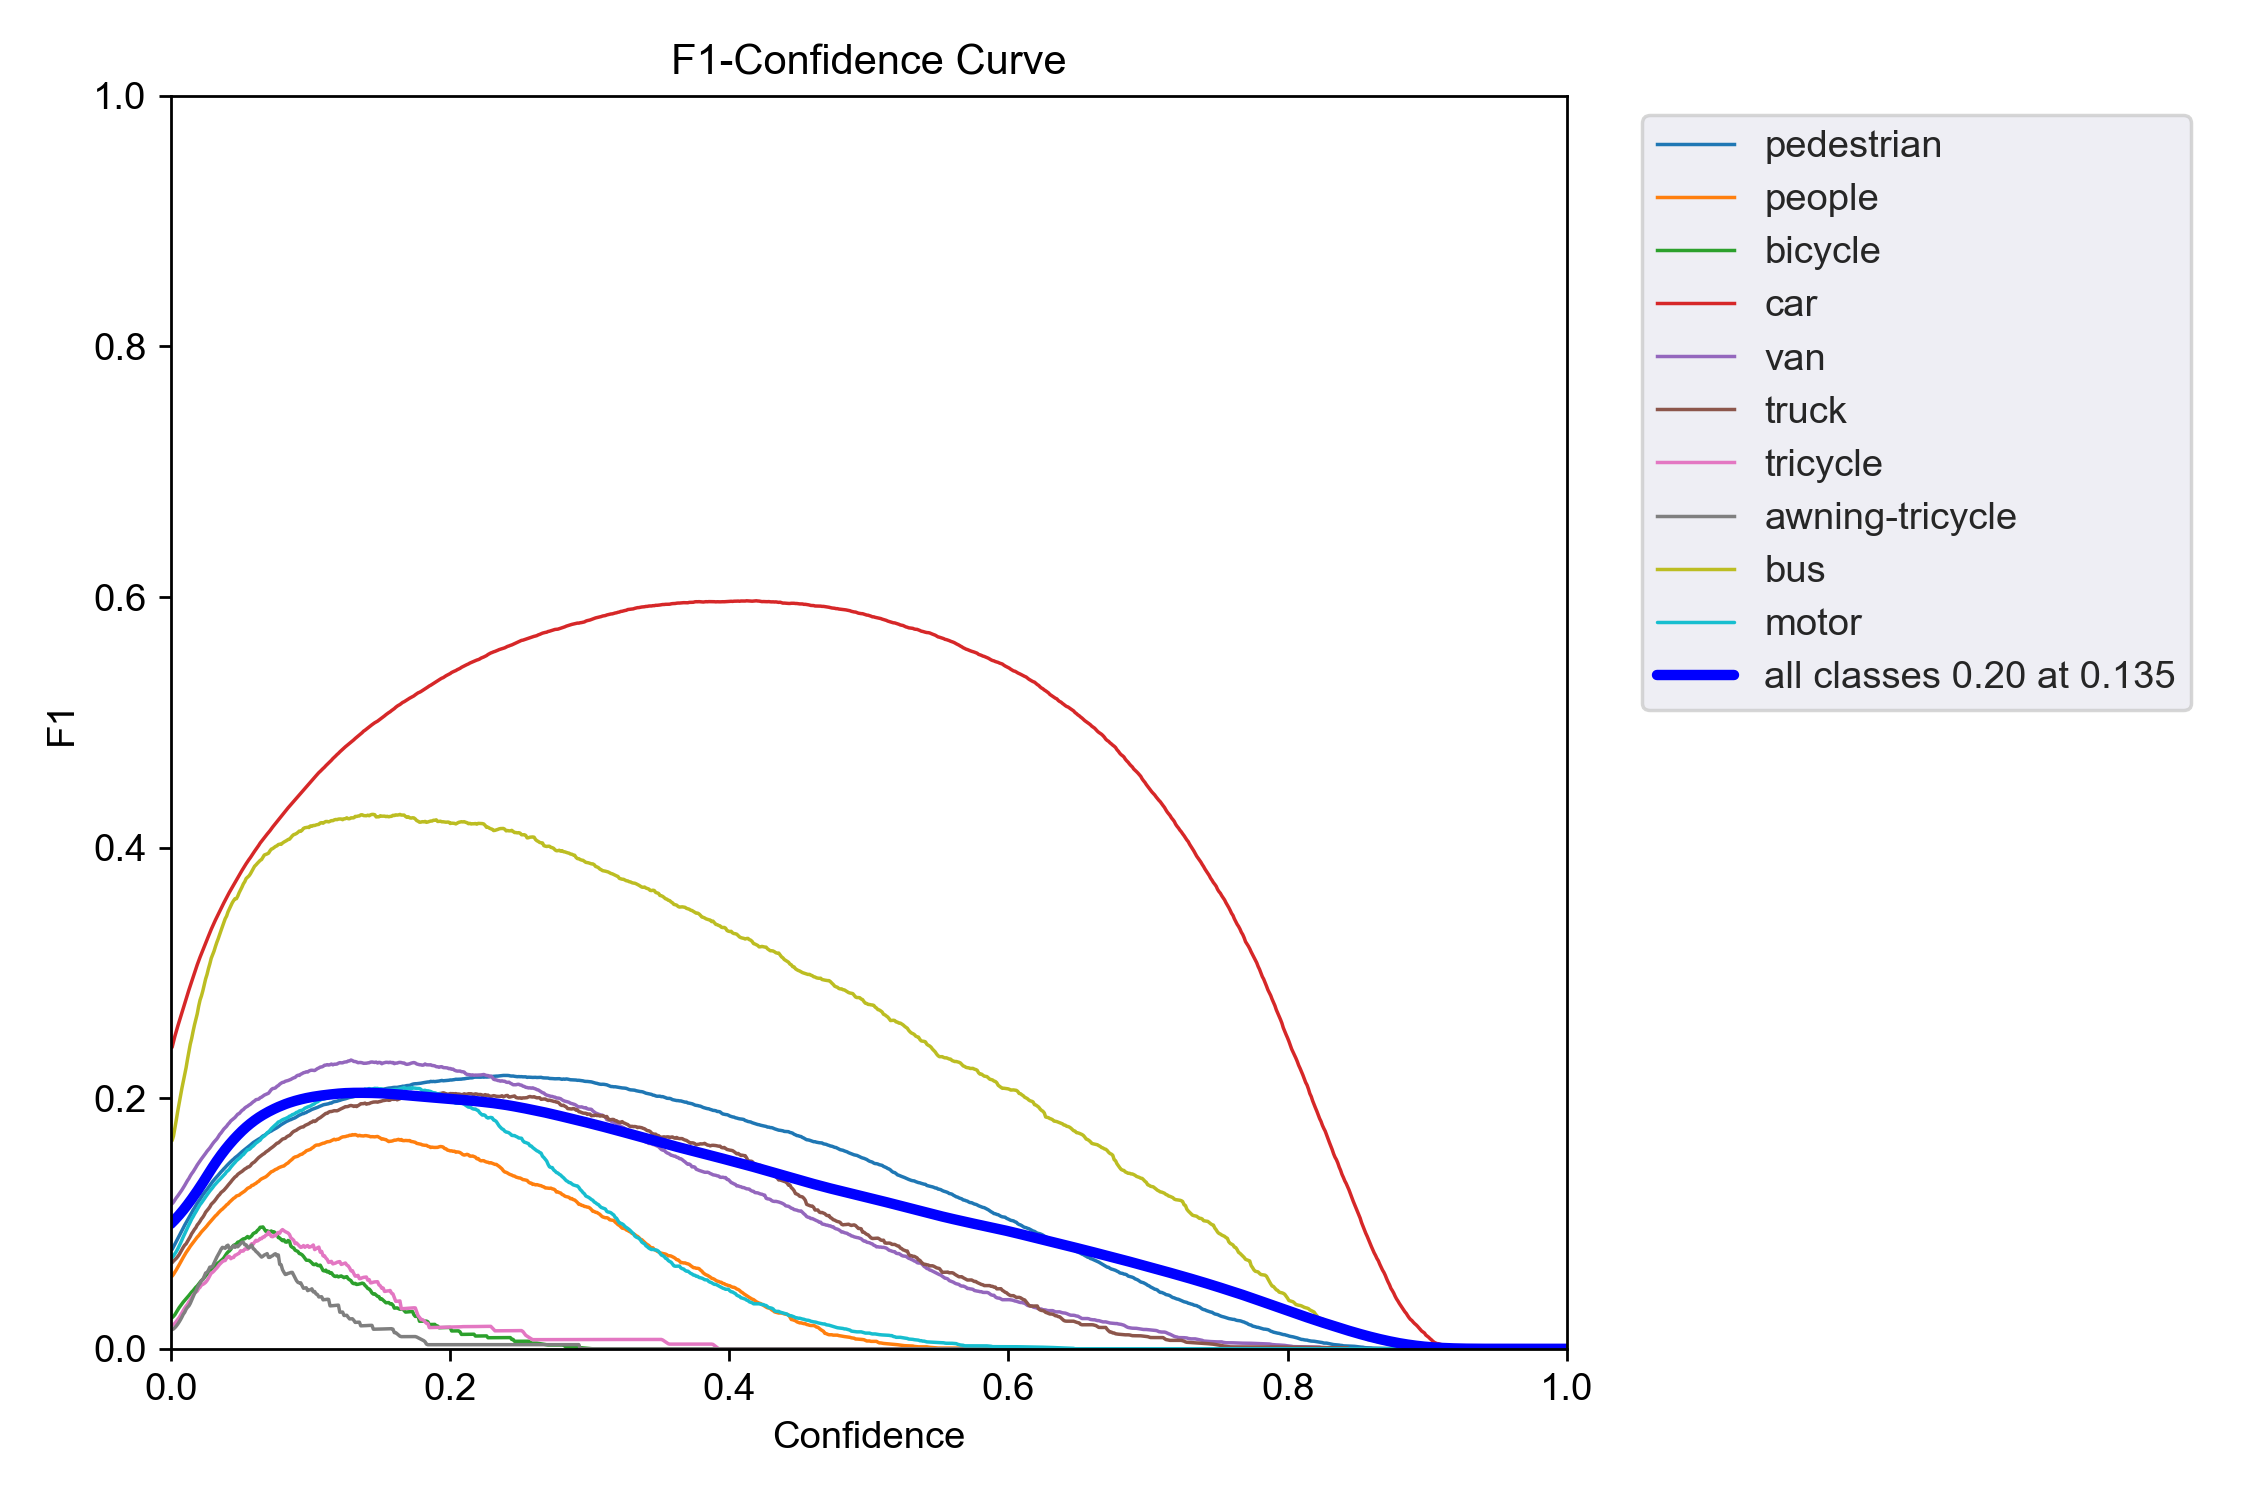 F1-Confidence Curve
1.0
0.8
0.6
0.4
0.2
0.0
F1
0.0 0.2 0.4 0.6 0.8 1.0
Confidence
pedestrian
people
bicycle
car
van
truck
tricycle
awning-tricycle
bus
motor
all classes 0.20 at 0.135